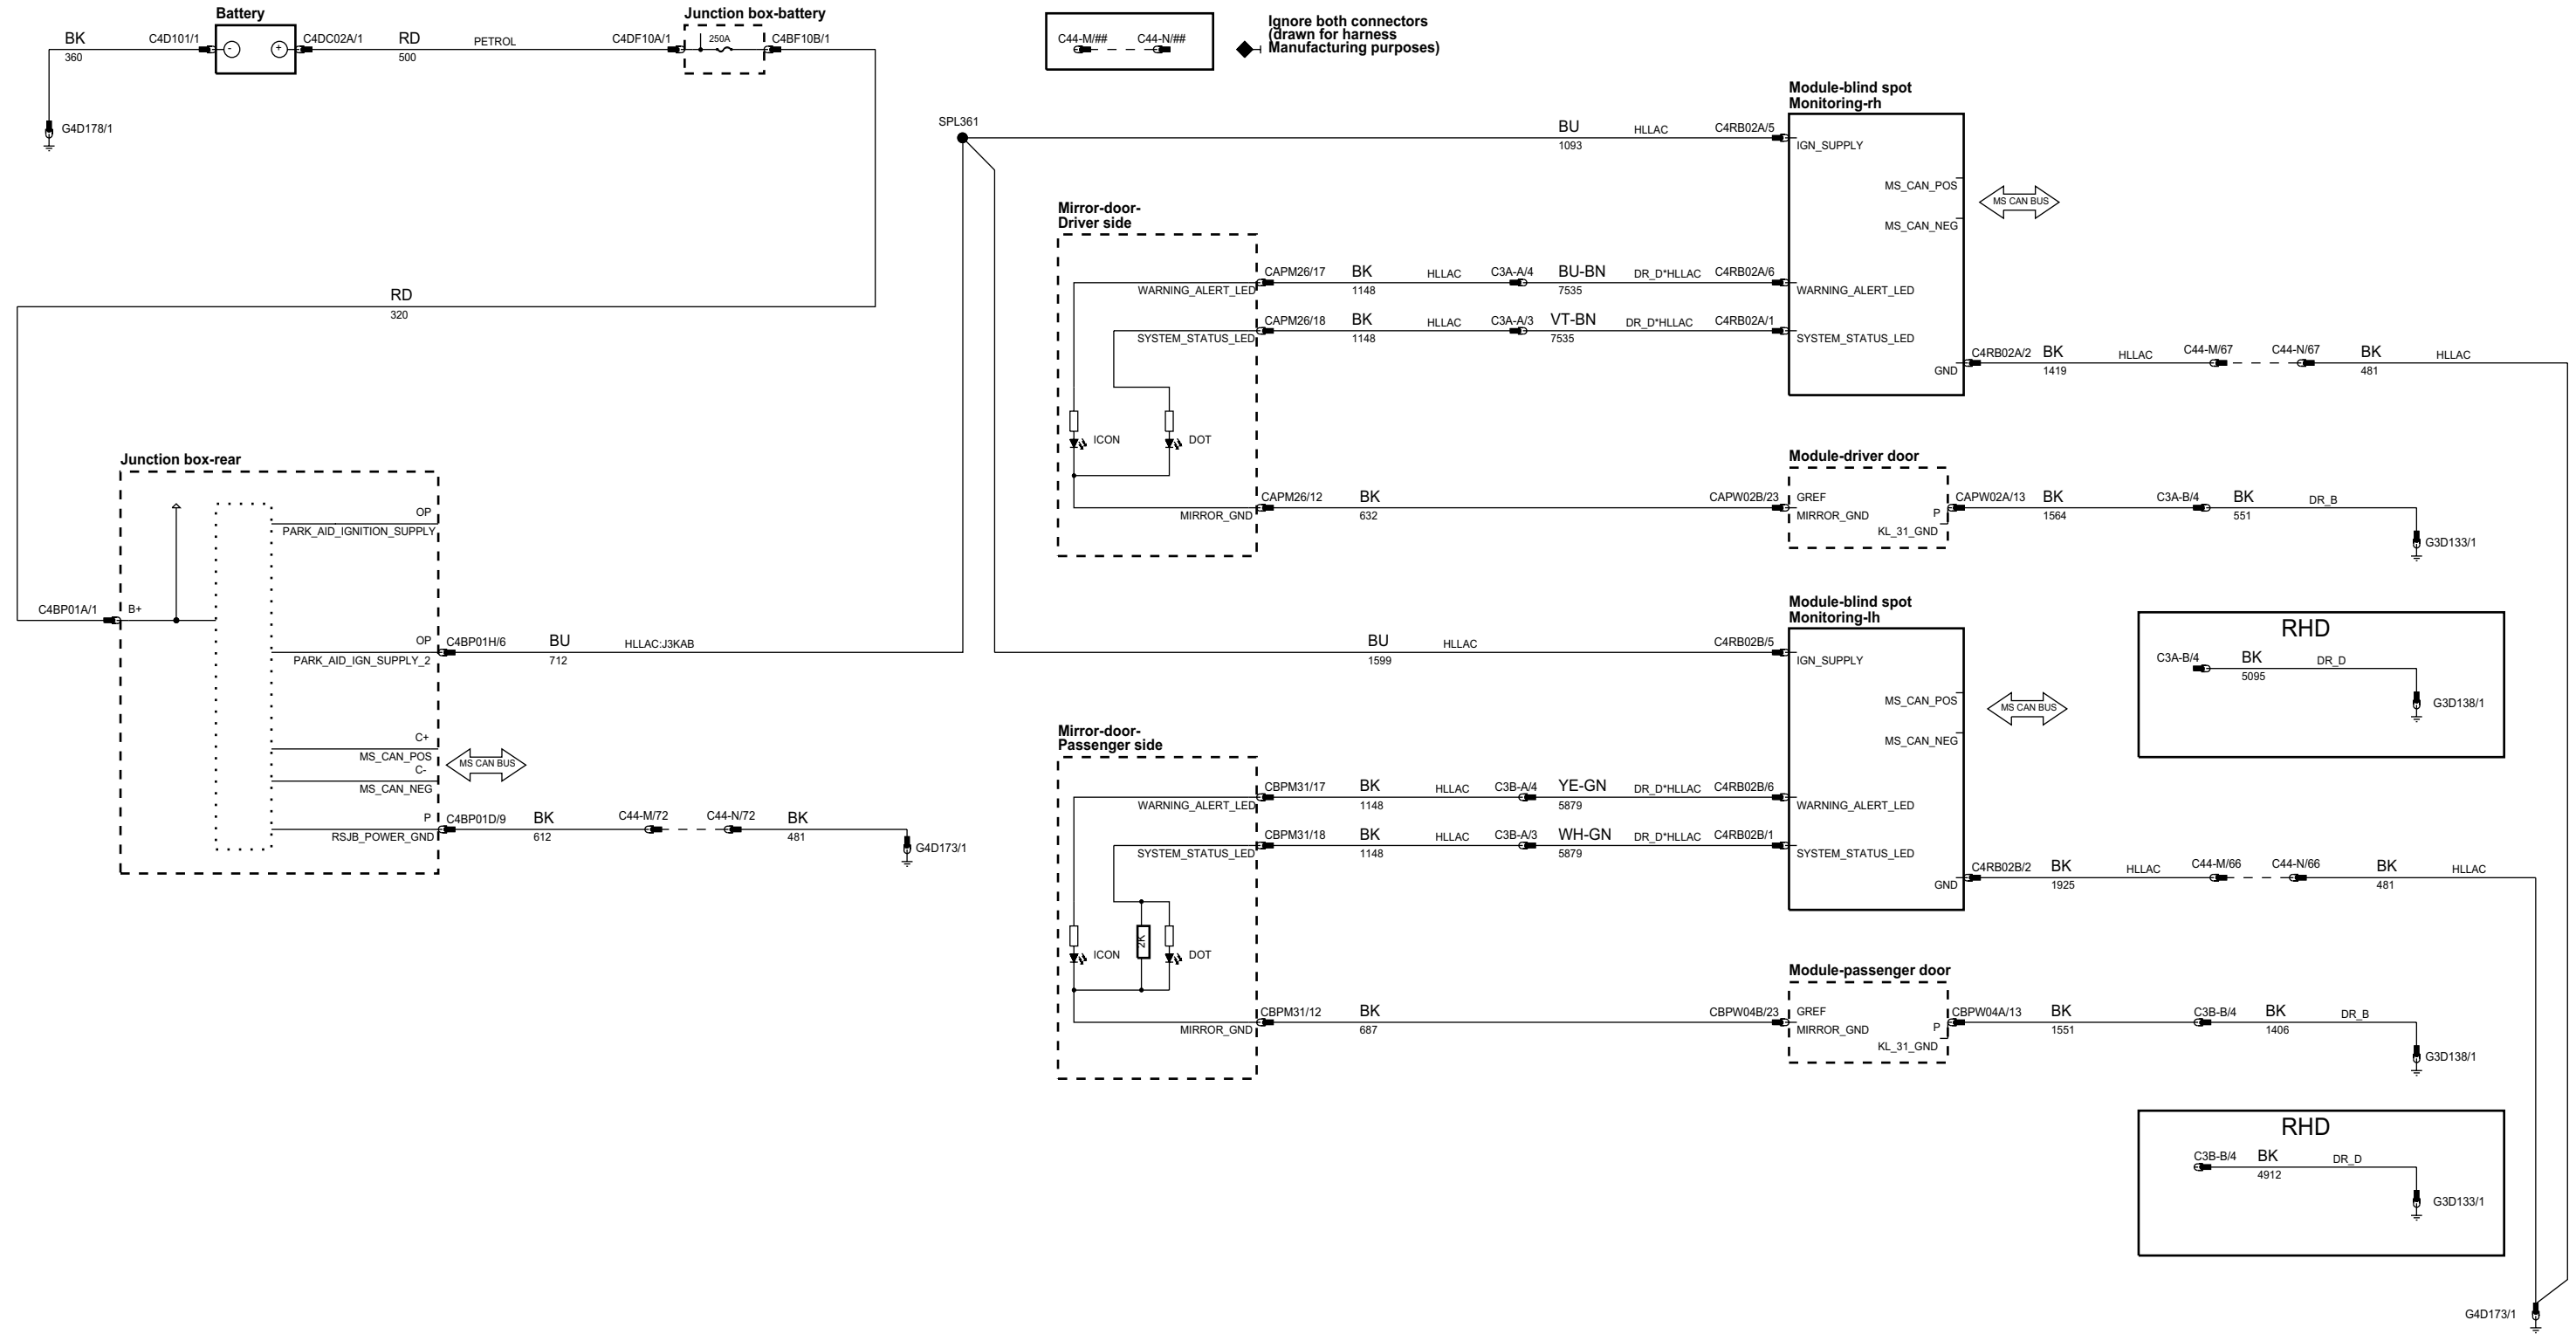 Battery
BK
360
C4D101/1
-
+
C4DC02A/1
RD
500
PETROL
C4DF10A/1
Junction box-battery
250A
C4BF10B/1
G4D178/1
RD
320
C44-M/##
C44-N/##
Ignore both connectors
(drawn for harness
Manufacturing purposes)
SPL361
BU
1093
HLLAC
C4RB02A/5
Module-blind spot
Monitoring-rh
IGN_SUPPLY
MS_CAN_POS
MS_CAN_NEG
MS CAN BUS
WARNING_ALERT_LED
SYSTEM_STATUS_LED
GND
Mirror-door-
Driver side
WARNING_ALERT_LED
CAPM26/17
BK
1148
HLLAC
C3A-A/4
BU-BN
7535
DR_D*HLLAC
C4RB02A/6
SYSTEM_STATUS_LED
CAPM26/18
BK
1148
HLLAC
C3A-A/3
VT-BN
7535
DR_D*HLLAC
C4RB02A/1
C4RB02A/2
BK
1419
HLLAC
C44-M/67
C44-N/67
BK
481
HLLAC
ICON
DOT
MIRROR_GND
CAPM26/12
BK
632
CAPW02B/23
Module-driver door
GREF
MIRROR_GND
P
KL_31_GND
CAPW02A/13
BK
1564
C3A-B/4
BK
551
DR_B
G3D133/1
Junction box-rear
C4BP01A/1
B+
OP
PARK_AID_IGNITION_SUPPLY
OP
PARK_AID_IGN_SUPPLY_2
C4BP01H/6
BU
712
HLLAC:J3KAB
C+
MS_CAN_POS
C-
MS_CAN_NEG
MS CAN BUS
P
RSJB_POWER_GND
C4BP01D/9
BK
612
C44-M/72
C44-N/72
BK
481
G4D173/1
BU
1599
HLLAC
C4RB02B/5
Module-blind spot
Monitoring-lh
IGN_SUPPLY
MS_CAN_POS
MS_CAN_NEG
MS CAN BUS
WARNING_ALERT_LED
SYSTEM_STATUS_LED
GND
RHD
C3A-B/4
BK
5095
DR_D
G3D138/1
Mirror-door-
Passenger side
WARNING_ALERT_LED
CBPM31/17
BK
1148
HLLAC
C3B-A/4
YE-GN
5879
DR_D*HLLAC
C4RB02B/6
SYSTEM_STATUS_LED
CBPM31/18
BK
1148
HLLAC
C3B-A/3
WH-GN
5879
DR_D*HLLAC
C4RB02B/1
C4RB02B/2
BK
1925
HLLAC
C44-M/66
C44-N/66
BK
481
HLLAC
ICON
2K
DOT
MIRROR_GND
CBPM31/12
BK
687
CBPW04B/23
Module-passenger door
GREF
MIRROR_GND
P
KL_31_GND
CBPW04A/13
BK
1551
C3B-B/4
BK
1406
DR_B
G3D138/1
RHD
C3B-B/4
BK
4912
DR_D
G3D133/1
G4D173/1